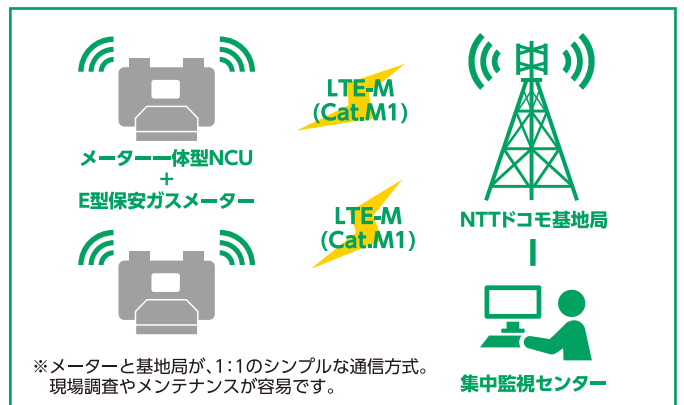 LTE-M
(Cat.M1)
メーター一体型NCU
+
E型保安ガスメーター
LTE-M
(Cat.M1)
NTTドコモ基地局
※メーターと基地局が、1:1のシンプルな通信方式。
現場調査やメンテナンスが容易です。
集中監視センター